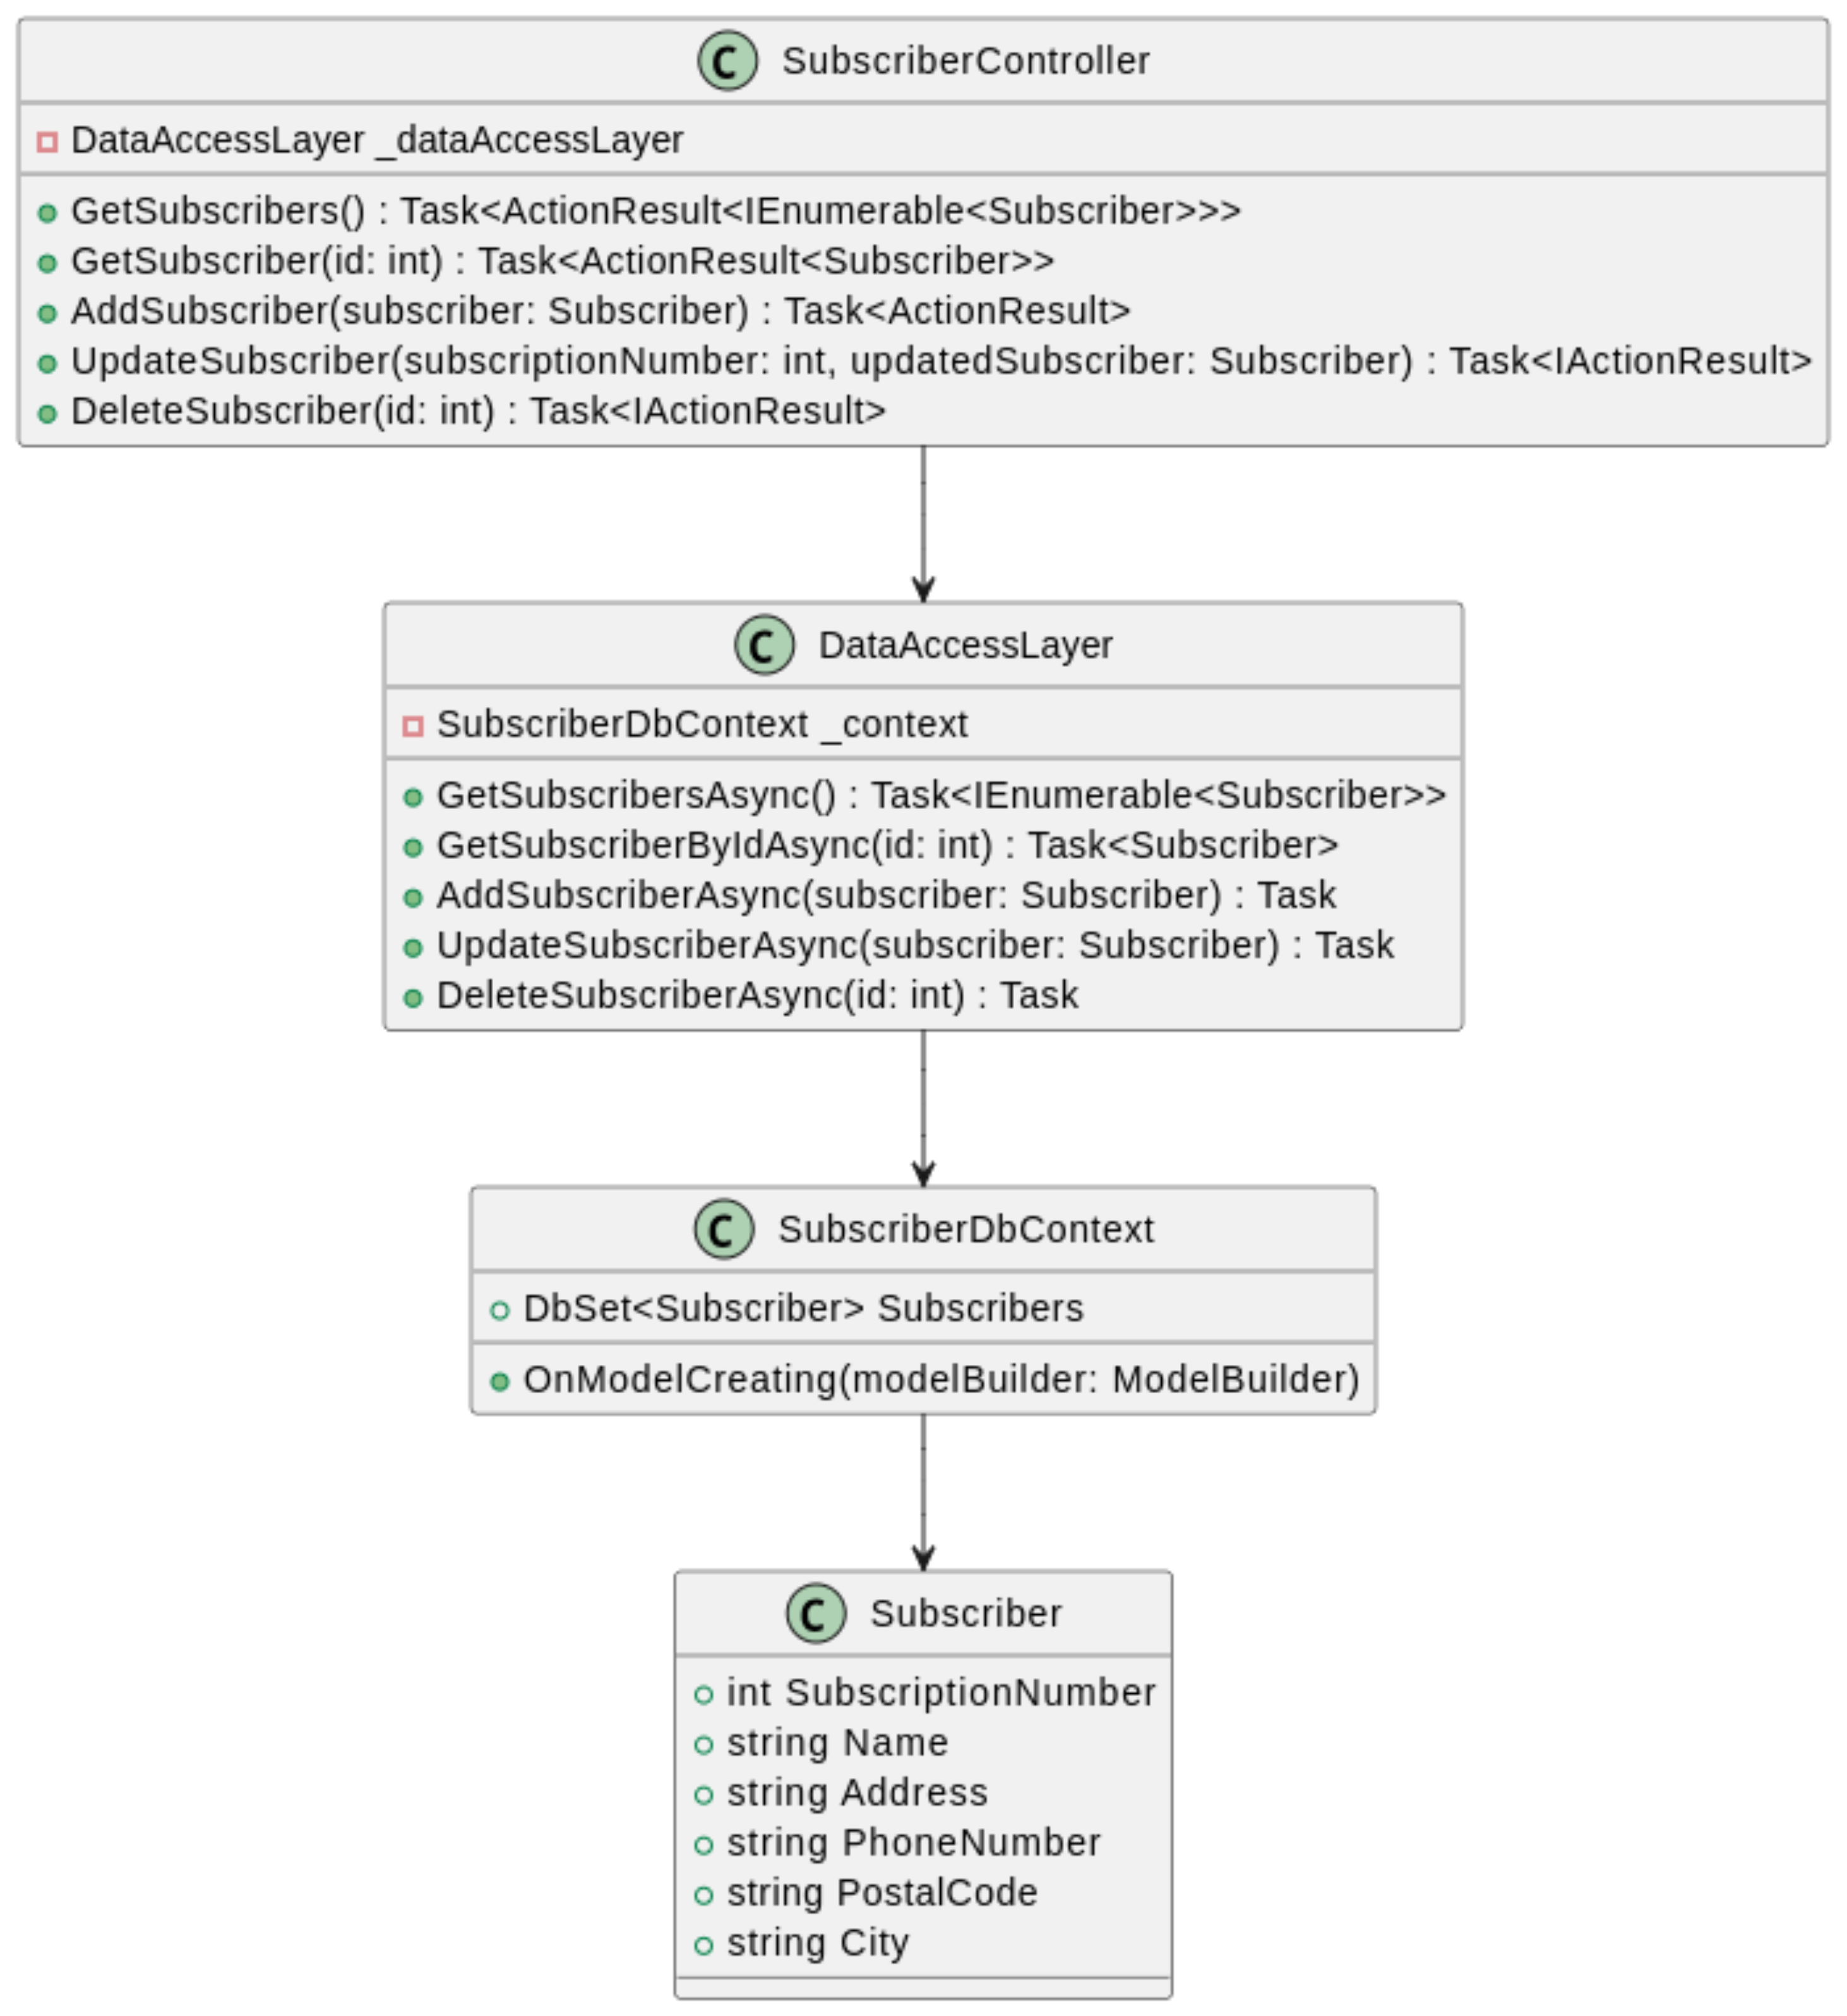 C SubscriberController
DataAccessLayer _dataAccessLayer
GetSubscribers() : Task<ActionResult<IEnumerable<Subscriber>>>
GetSubscriber(id: int) : Task<ActionResult<Subscriber>>
AddSubscriber(subscriber: Subscriber) : Task<ActionResult>
UpdateSubscriber(subscriptionNumber: int, updatedSubscriber: Subscriber) : Task<IActionResult>
DeleteSubscriber(id: int) : Task<IActionResult>
C DataAccessLayer
SubscriberDbContext _context
GetSubscribersAsync() : Task<IEnumerable<Subscriber>>
GetSubscriberByIdAsync(id: int) : Task<Subscriber>
AddSubscriberAsync(subscriber: Subscriber) : Task
UpdateSubscriberAsync(subscriber: Subscriber) : Task
DeleteSubscriberAsync(id: int) : Task
C SubscriberDbContext
DbSet<Subscriber> Subscribers
OnModelCreating(modelBuilder: ModelBuilder)
C Subscriber
int SubscriptionNumber
string Name
string Address
string PhoneNumber
string PostalCode
string City